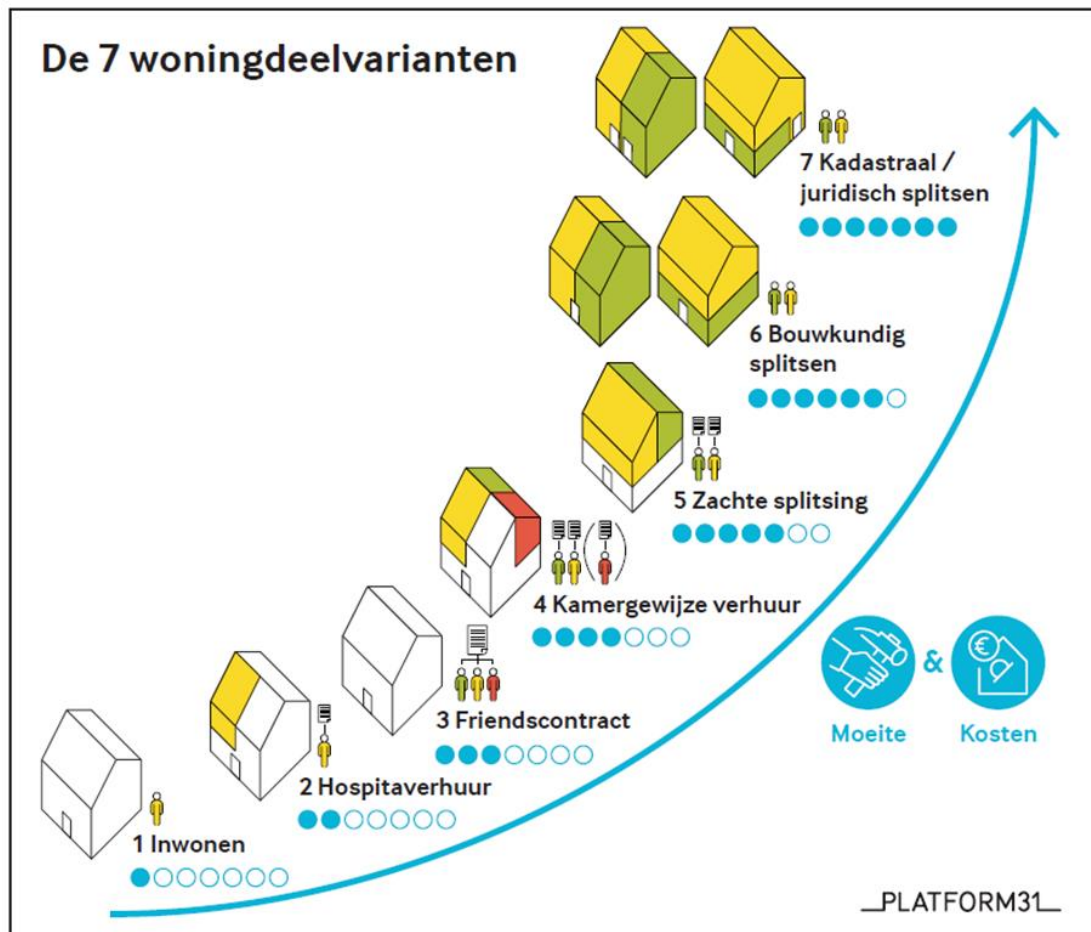 De 7 woningdeelvarianten
7 Kadastraal /
juridisch splitsen
6 Bouwkundig
splitsen
5 Zachte splitsing
4 Kamergewijze verhuur
3 Friendscontract
2 Hospitaverhuur
1 Inwonen
€
&
Moeite
Kosten
PLATFORM31